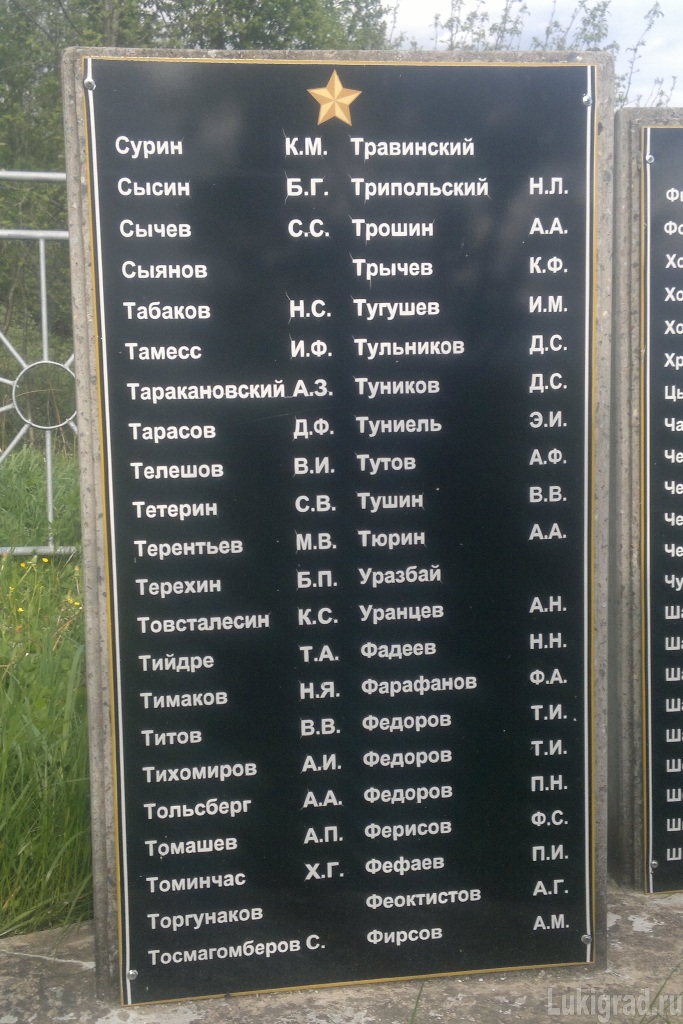 Сурин К.М.
Сысин Б.Г.
Сычев С.С.
Сыянов
Табаков Н.С.
Тамесс И.Ф.
Таракановский А.З.
Тарасов Д.Ф.
Телешов В.И.
Тетерин С.В.
Терентьев М.В.
Терехин Б.П.
Товсталесин К.С.
Тийдре Т.А.
Тимаков Н.Я.
Титов В.В.
Тихомиров А.И.
Тольсберг А.А.
Томашев А.П.
Томинчас Х.Г.
Торгунаков
Тосмагомберов С.
Травинский
Трипольский Н.Л.
Трошин А.А.
Трычев К.Ф.
Тугушев И.М.
Тульников Д.С.
Туников Д.С.
Туниель Э.И.
Тутов А.Ф.
Тушин В.В.
Тюрин А.А.
Уразбай
Уранцев А.Н.
Фадеев Н.Н.
Фарафанов Ф.А.
Федоров Т.И.
Федоров Т.И.
Федоров П.Н.
Ферисов Ф.С.
Фефаев П.И.
Феоктистов А.Г.
Фирсов А.М.
Lukigrad.ru